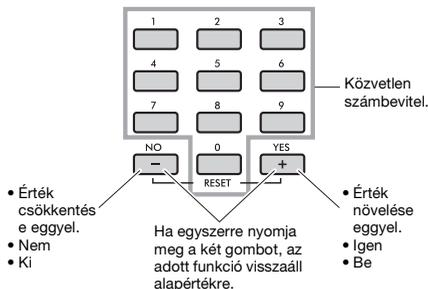 1 2 3
4 5 6
7 8 9
NO 0 YES
− +
RESET
Közvetlen
számbevitel.
• Érték
csökkentés
e eggyel.
• Nem
• Ki
Ha egyszerre nyomja
meg a két gombot, az
adott funkció visszaáll
alapértékre.
• Érték
növelése
eggyel.
• Igen
• Be